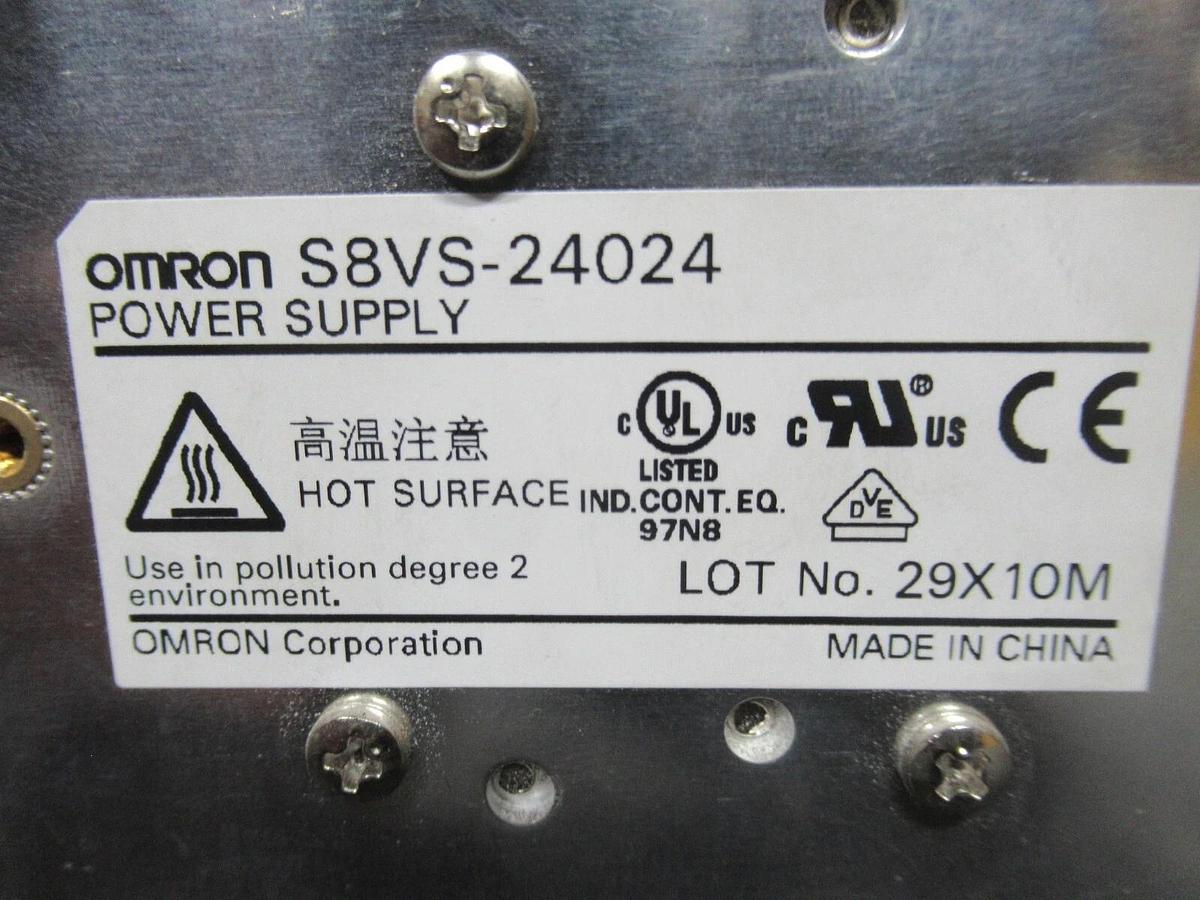 OMRON S8VS-24024
POWER SUPPLY
高温注意
HOT SURFACE
C UL US
LISTED
IND.CONT.EQ.
97N8
C RU® US
CE
DVE
Use in pollution degree 2
environment.
LOT No. 29X10M
OMRON Corporation
MADE IN CHINA